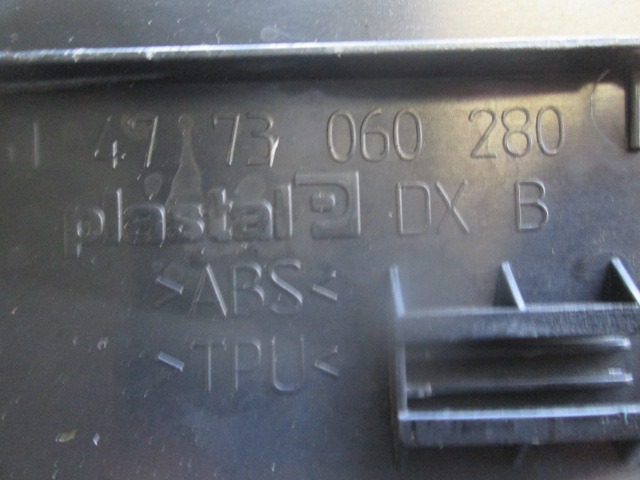 47 73 060 280
plastal DX B
>ABS<
>TPU<